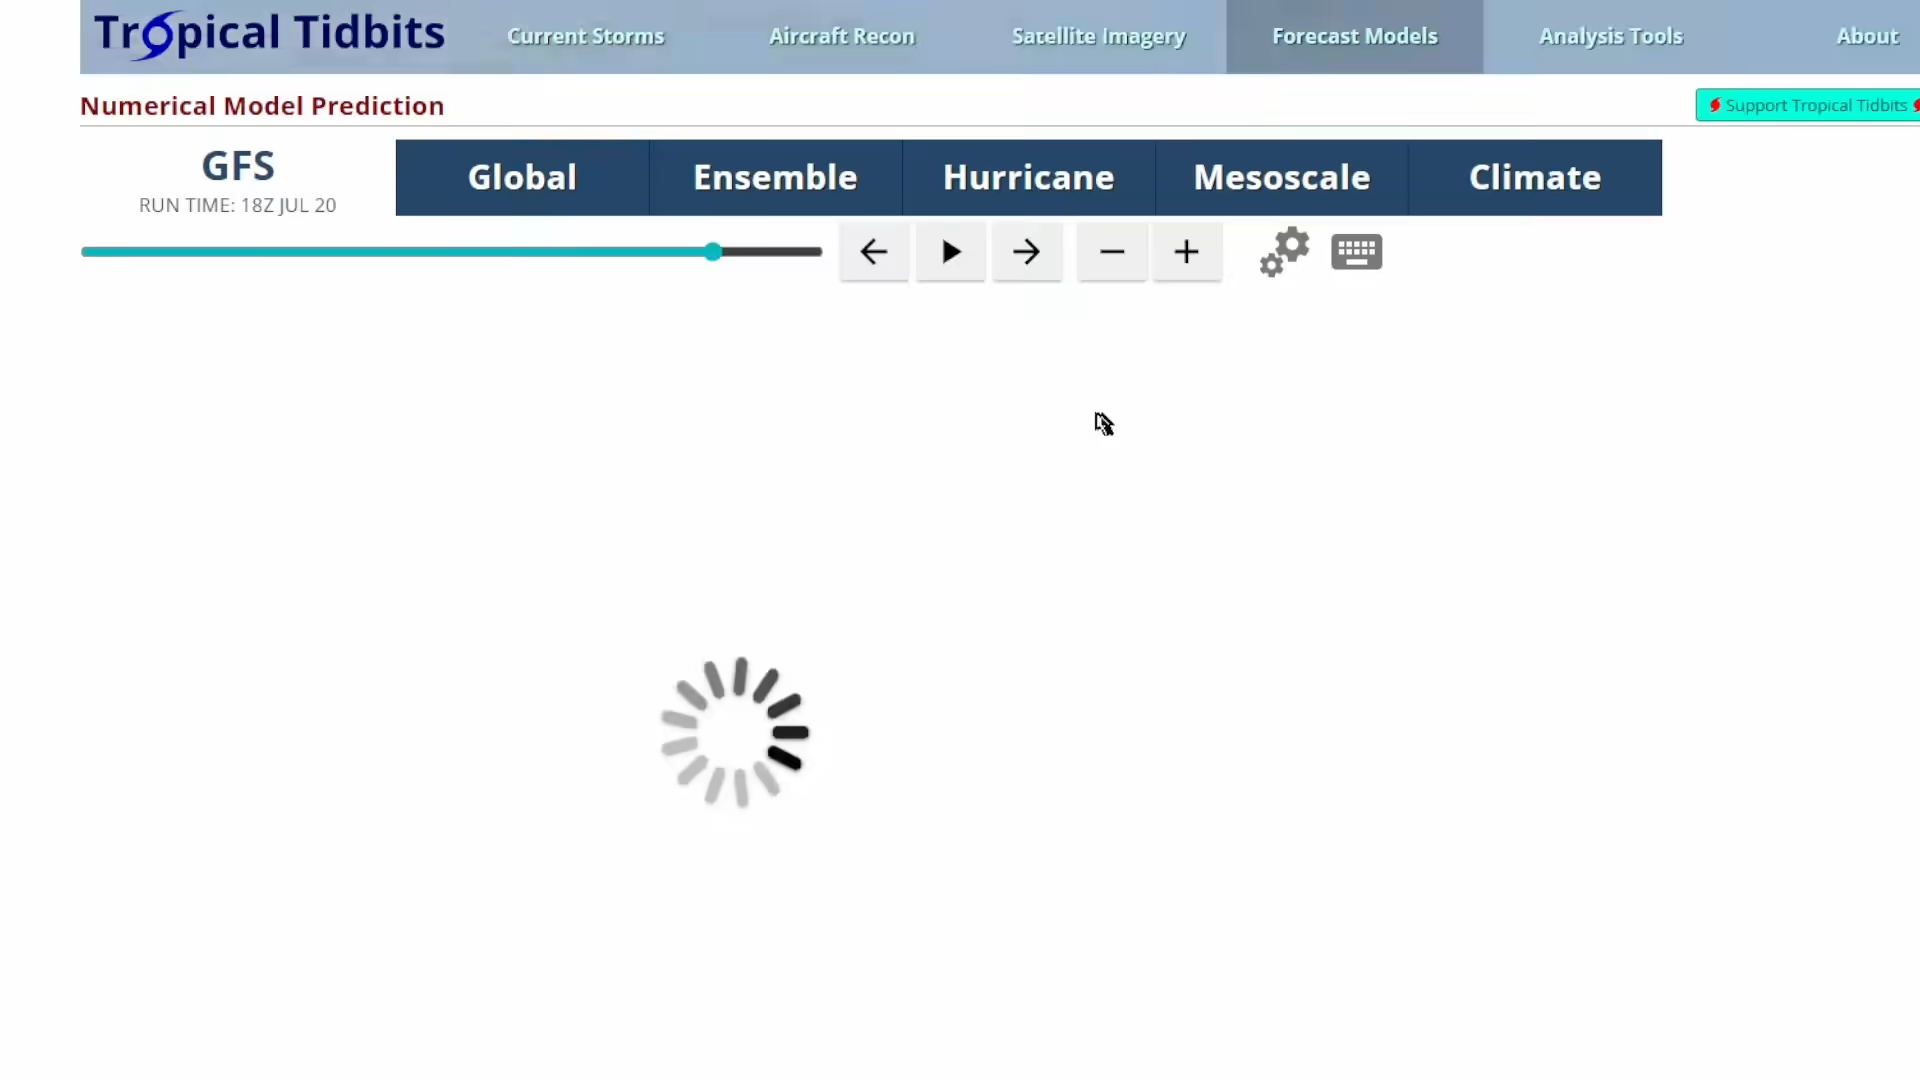 Tropical Tidbits
Current Storms
Aircraft Recon
Satellite Imagery
Forecast Models
Analysis Tools
About
Numerical Model Prediction
Support Tropical Tidbits
GFS
RUN TIME: 18Z JUL 20
Global
Ensemble
Hurricane
Mesoscale
Climate